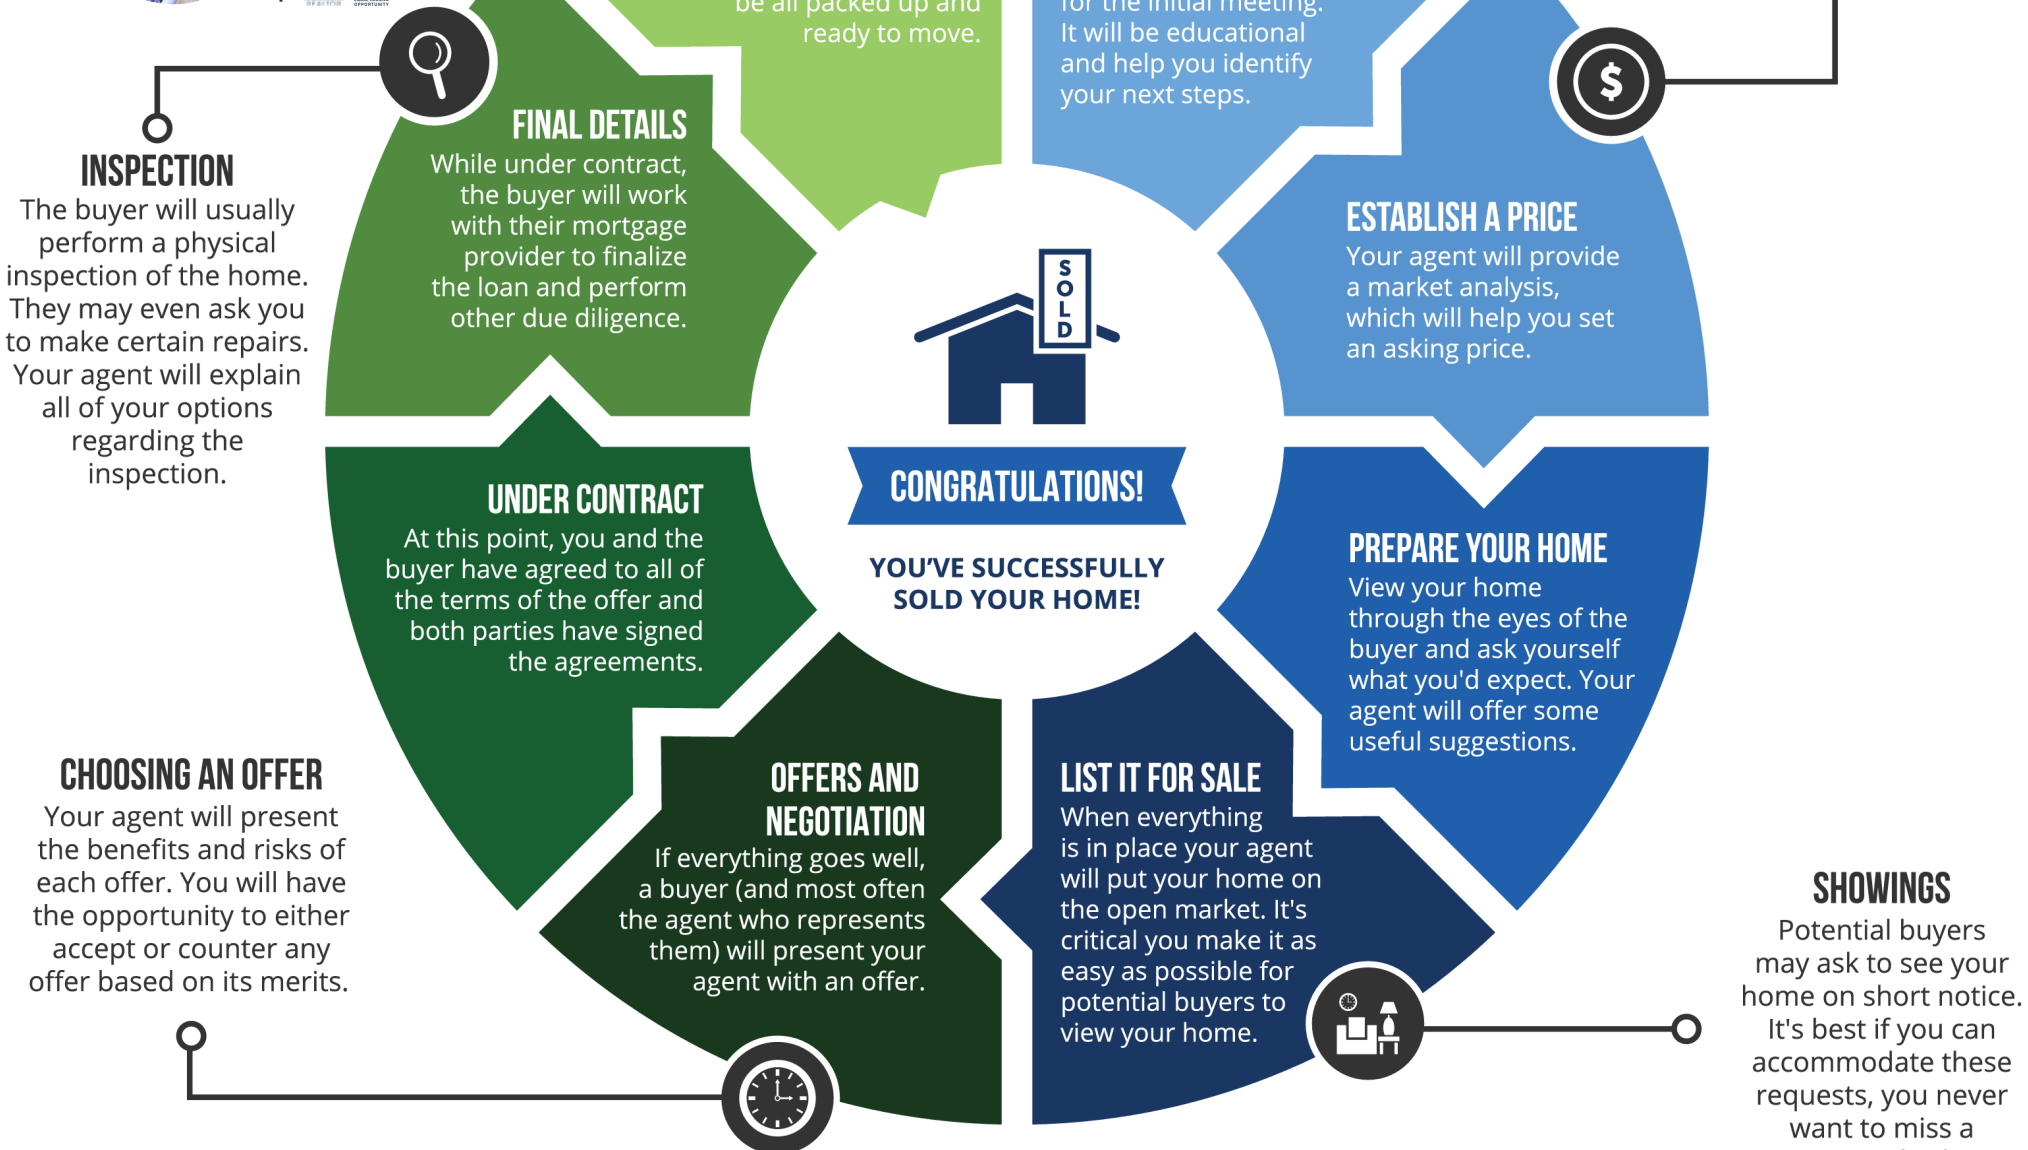 REALTOR
OPPORTUNITY
be all packed up and
ready to move.
for the initial meeting.
It will be educational
and help you identify
your next steps.
$
FINAL DETAILS
While under contract,
the buyer will work
with their mortgage
provider to finalize
the loan and perform
other due diligence.
INSPECTION
The buyer will usually
perform a physical
inspection of the home.
They may even ask you
to make certain repairs.
Your agent will explain
all of your options
regarding the
inspection.
ESTABLISH A PRICE
Your agent will provide
a market analysis,
which will help you set
an asking price.
SOLD
CONGRATULATIONS!
YOU'VE SUCCESSFULLY
SOLD YOUR HOME!
UNDER CONTRACT
At this point, you and the
buyer have agreed to all of
the terms of the offer and
both parties have signed
the agreements.
PREPARE YOUR HOME
View your home
through the eyes of the
buyer and ask yourself
what you'd expect. Your
agent will offer some
useful suggestions.
CHOOSING AN OFFER
Your agent will present
the benefits and risks of
each offer. You will have
the opportunity to either
accept or counter any
offer based on its merits.
OFFERS AND
NEGOTIATION
If everything goes well,
a buyer (and most often
the agent who represents
them) will present your
agent with an offer.
LIST IT FOR SALE
When everything
is in place your agent
will put your home on
the open market. It's
critical you make it as
easy as possible for
potential buyers to
view your home.
SHOWINGS
Potential buyers
may ask to see your
home on short notice.
It's best if you can
accommodate these
requests, you never
want to miss a